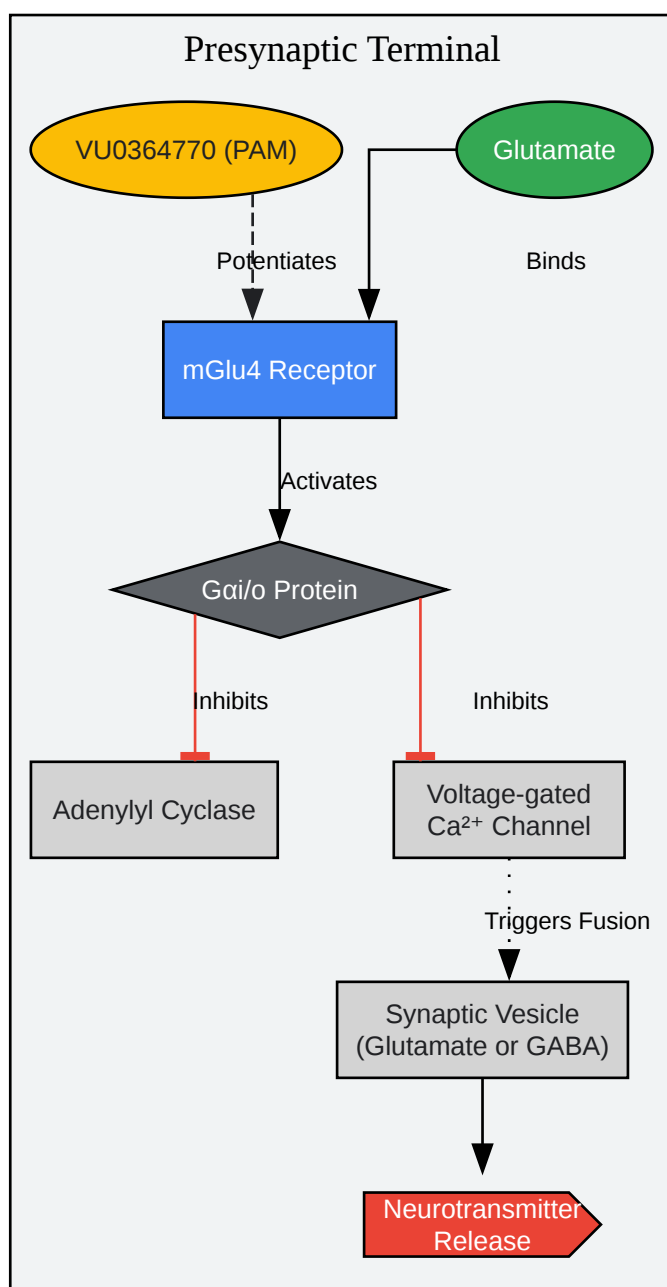 Presynaptic Terminal
VU0364770 (PAM)
Glutamate
Potentiates
Binds
mGlu4 Receptor
Activates
Gαi/o Protein
Inhibits
Inhibits
Adenylyl Cyclase
Voltage-gated
Ca²⁺ Channel
Triggers Fusion
Synaptic Vesicle
(Glutamate or GABA)
Neurotransmitter
Release